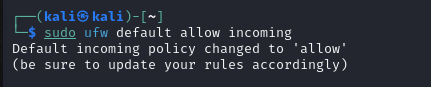 ┌──(kali㉿kali)-[~]
└─$ sudo ufw default allow incoming
Default incoming policy changed to 'allow'
(be sure to update your rules accordingly)